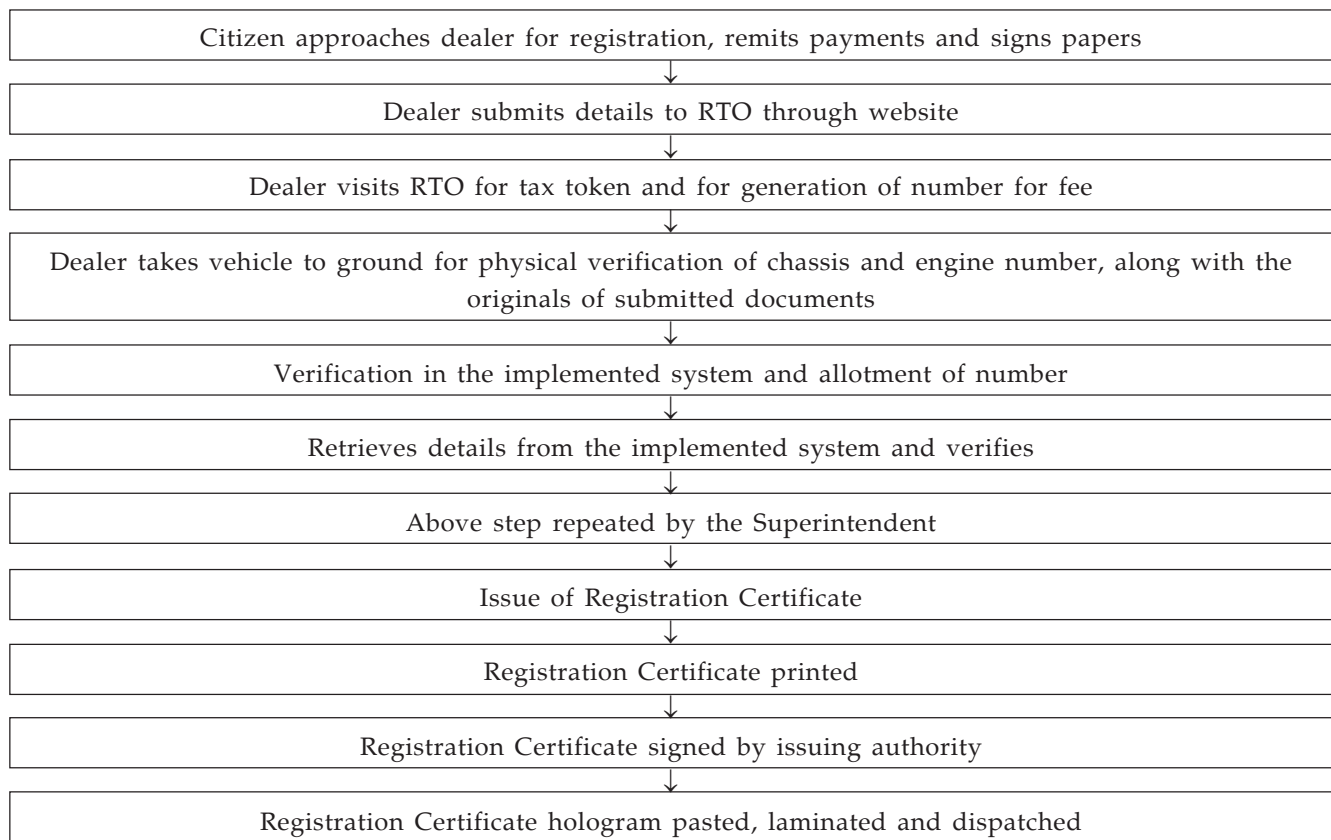 Citizen approaches dealer for registration, remits payments and signs papers
Dealer submits details to RTO through website
Dealer visits RTO for tax token and for generation of number for fee
Dealer takes vehicle to ground for physical verification of chassis and engine number, along with the
originals of submitted documents
Verification in the implemented system and allotment of number
Retrieves details from the implemented system and verifies
Above step repeated by the Superintendent
Issue of Registration Certificate
Registration Certificate printed
Registration Certificate signed by issuing authority
Registration Certificate hologram pasted, laminated and dispatched